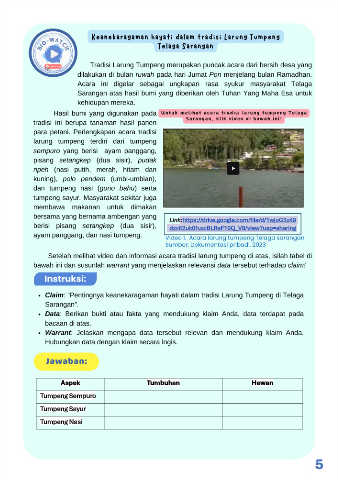 BIO-WATCH
Keanekaragaman hayati dalam tradisi Larung Tumpeng
Telaga Sarangan
Tradisi Larung Tumpeng merupakan puncak acara dari bersih desa yang
dilakukan di bulan ruwah pada hari Jumat Pon menjelang bulan Ramadhan.
Acara ini digelar sebagai ungkapan rasa syukur masyarakat Telaga
Sarangan atas hasil bumi yang diberikan oleh Tuhan Yang Maha Esa untuk
kehidupan mereka.
Hasil bumi yang digunakan pada
tradisi ini berupa tanaman hasil panen
para petani. Perlengkapan acara tradisi
larung tumpeng terdiri dari tumpeng
sempuro yang berisi ayam panggang,
pisang setangkep (dua sisir),
ripeh (nasi putih, merah, hitam dan
kuning), polo pendem (umbi-umbian),
dan tumpeng nasi (gono bahu) serta
tumpeng sayur. Masyarakat sekitar juga
membawa makanan untuk dimakan
bersama yang bernama ambengan yang
berisi pisang serangkep (dua sisir),
ayam panggang, dan nasi tumpeng.
Untuk melihat acara tradisi larung tumpeng Telaga
Sarangan, klik video di bawah ini!
Link:https://drive.google.com/file/d/
Video 1. Acara larung tumpeng telaga sarangan
Sumber: Dokumentasi pribadi, 2023
Setelah melihat video dan informasi acara tradisi larung tumpeng di atas, isilah tabel di
bawah ini dan susunlah warrant yang menjelaskan relevansi data tersebut terhadap claim!
Instruksi:
• Claim: "Pentingnya keanekaragaman hayati dalam tradisi Larung Tumpeng di Telaga
Sarangan".
• Data: Berikan bukti atau fakta yang mendukung klaim Anda, data terdapat pada
bacaan di atas.
• Warrant: Jelaskan mengapa data tersebut relevan dan mendukung klaim Anda.
Hubungkan data dengan klaim secara logis.
Jawaban:
Aspek Tumbuhan Hewan
Tumpeng Sempuro
Tumpeng Sayur
Tumpeng Nasi
5